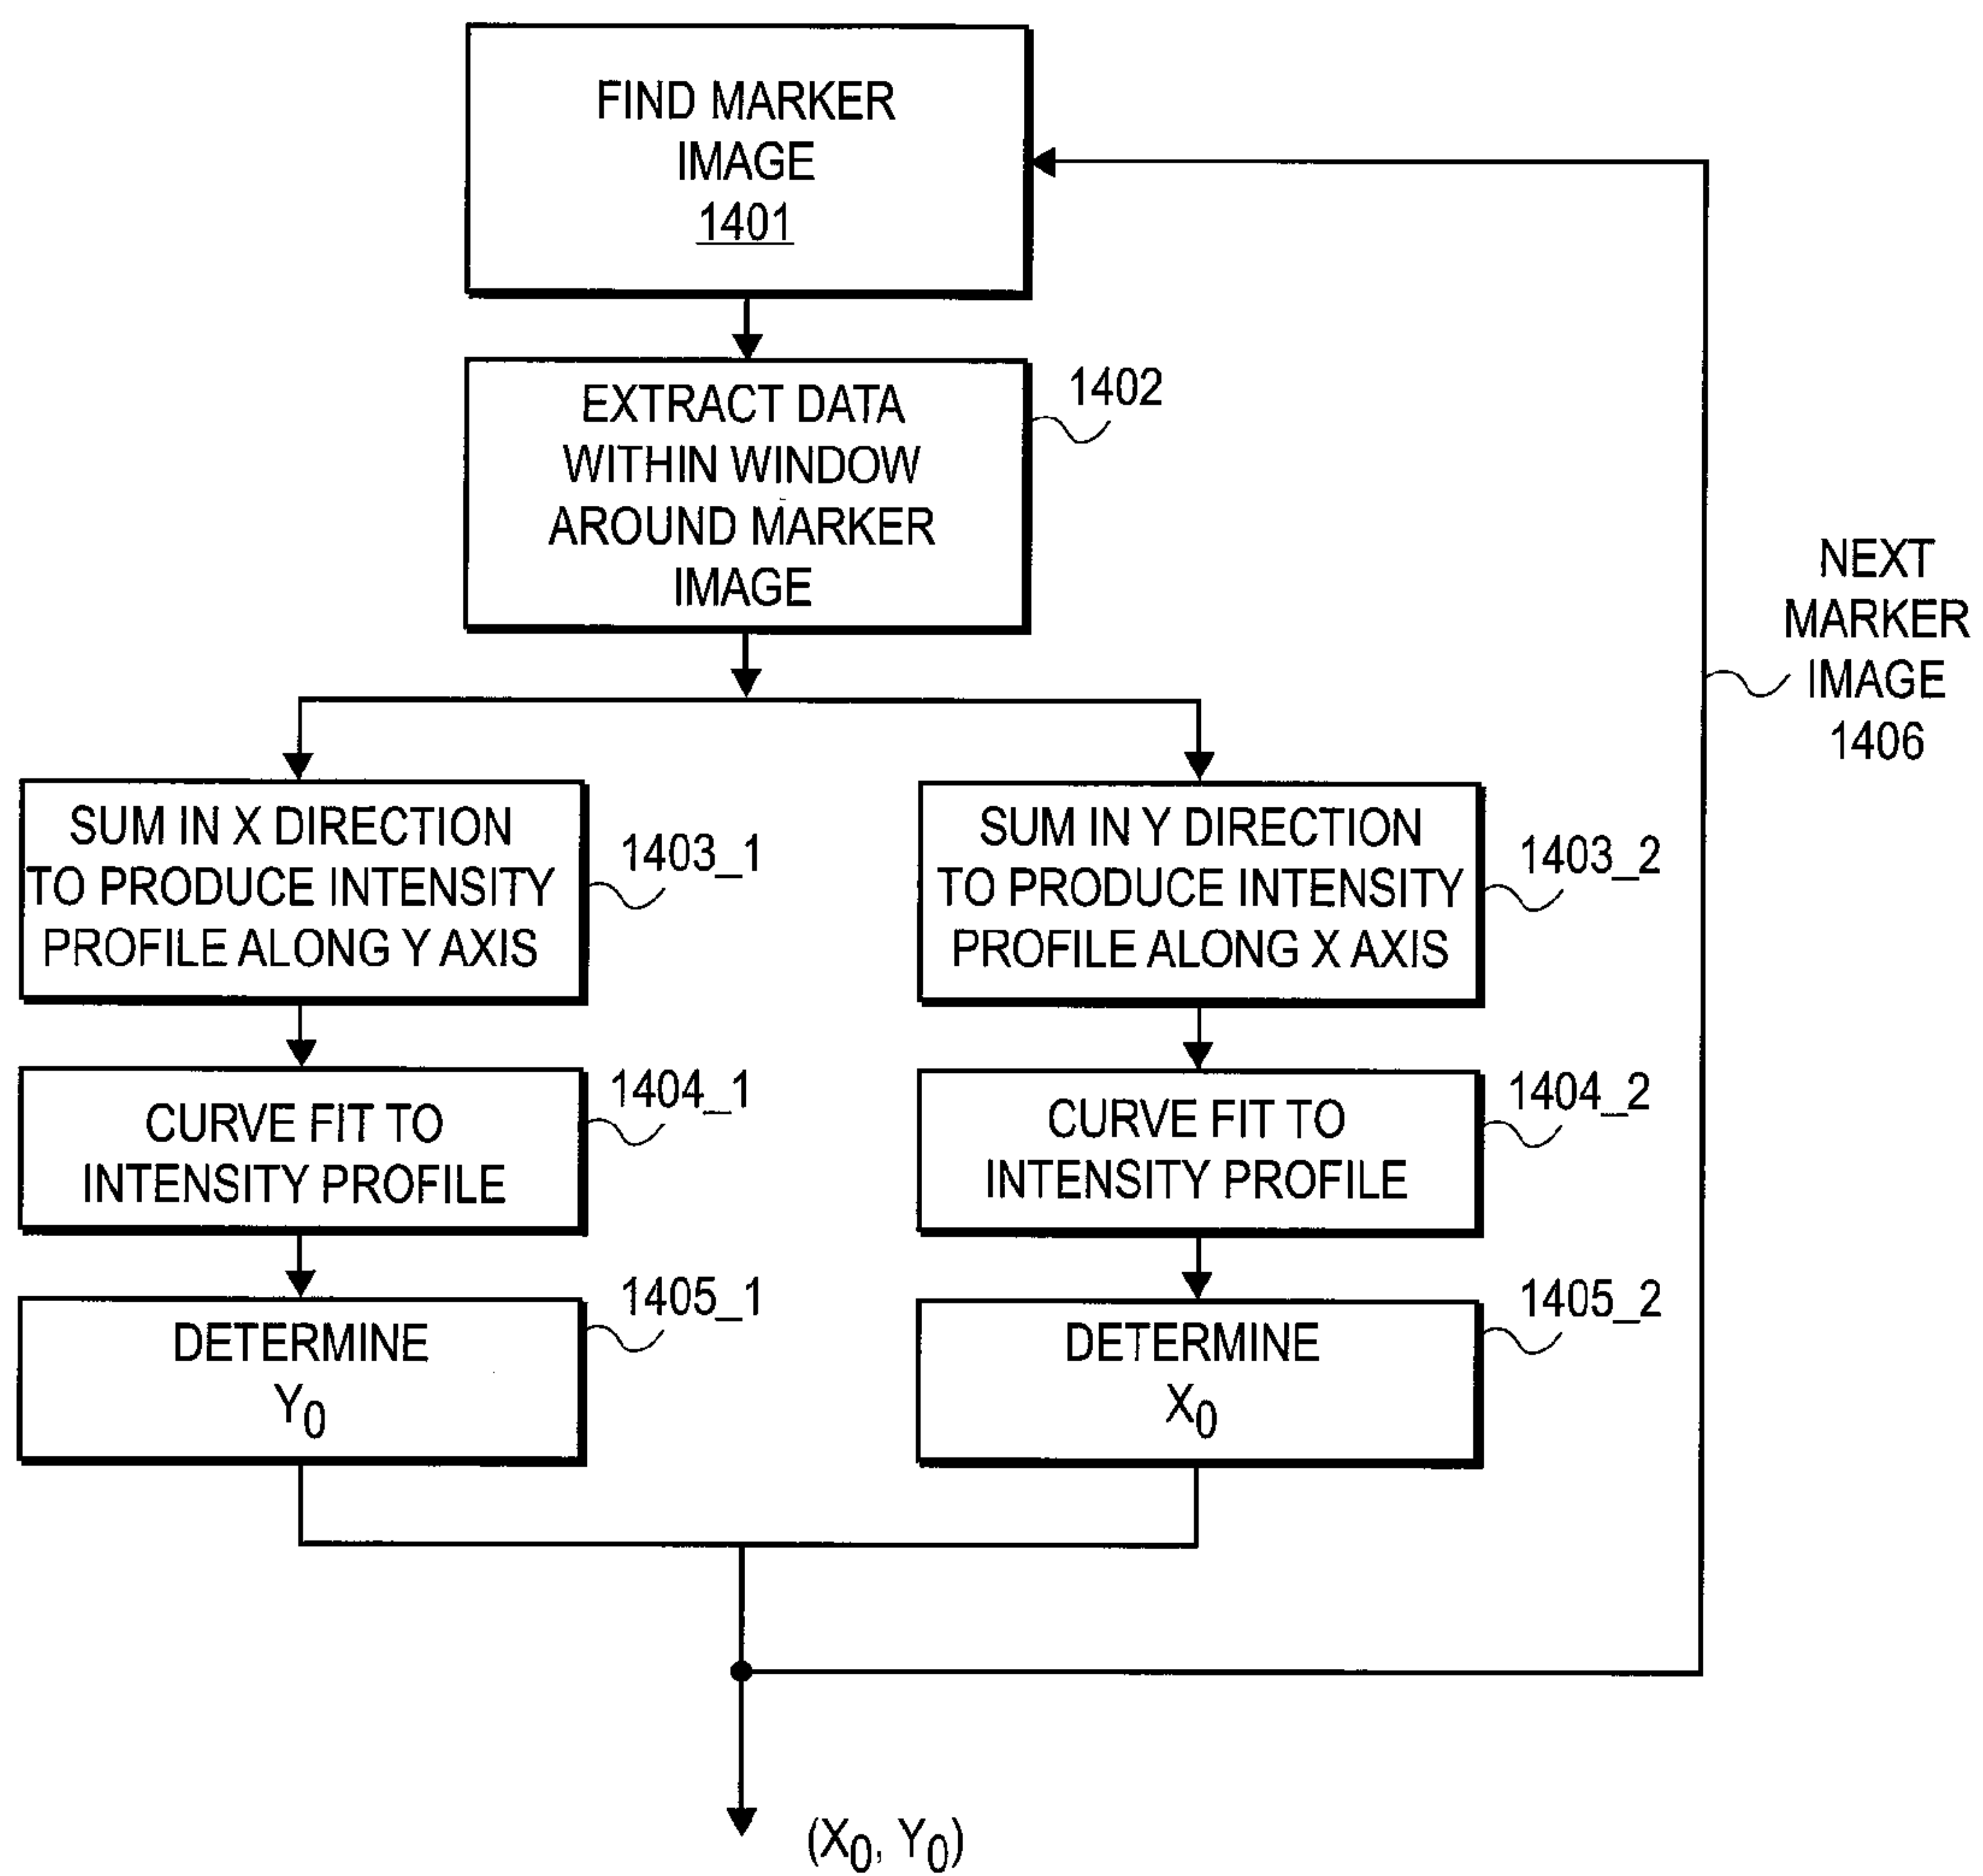 FIND MARKER
IMAGE
1401
EXTRACT DATA
WITHIN WINDOW
AROUND MARKER
IMAGE
1402
NEXT
MARKER
IMAGE
1406
SUM IN X DIRECTION
TO PRODUCE INTENSITY
PROFILE ALONG Y AXIS
1403_1
SUM IN Y DIRECTION
TO PRODUCE INTENSITY
PROFILE ALONG X AXIS
1403_2
CURVE FIT TO
INTENSITY PROFILE
1404_1
CURVE FIT TO
INTENSITY PROFILE
1404_2
DETERMINE
Y₀
1405_1
DETERMINE
X₀
1405_2
(X₀, Y₀)